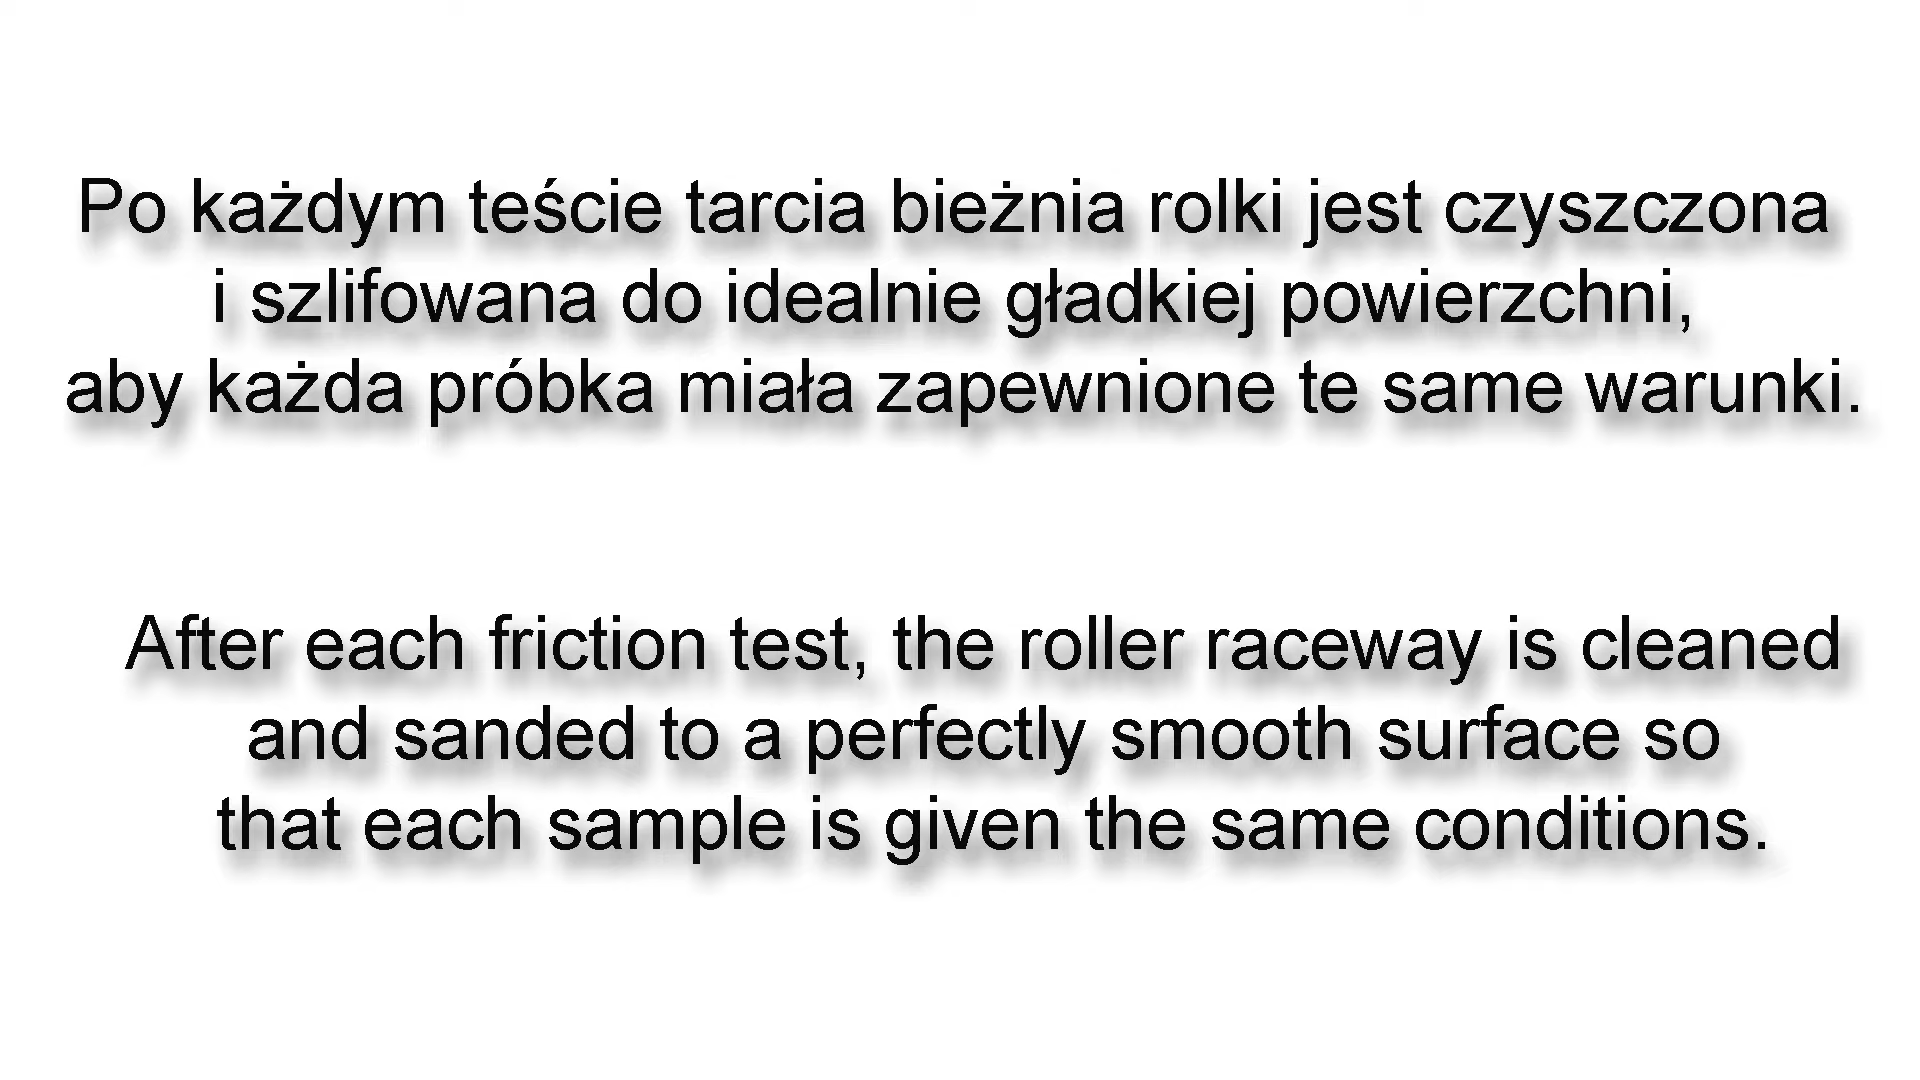 Po każdym teście tarcia bieżnia rolki jest czyszczona
i szlifowana do idealnie gładkiej powierzchni,
aby każda próbka miała zapewnione te same warunki.
After each friction test, the roller raceway is cleaned
and sanded to a perfectly smooth surface so
that each sample is given the same conditions.